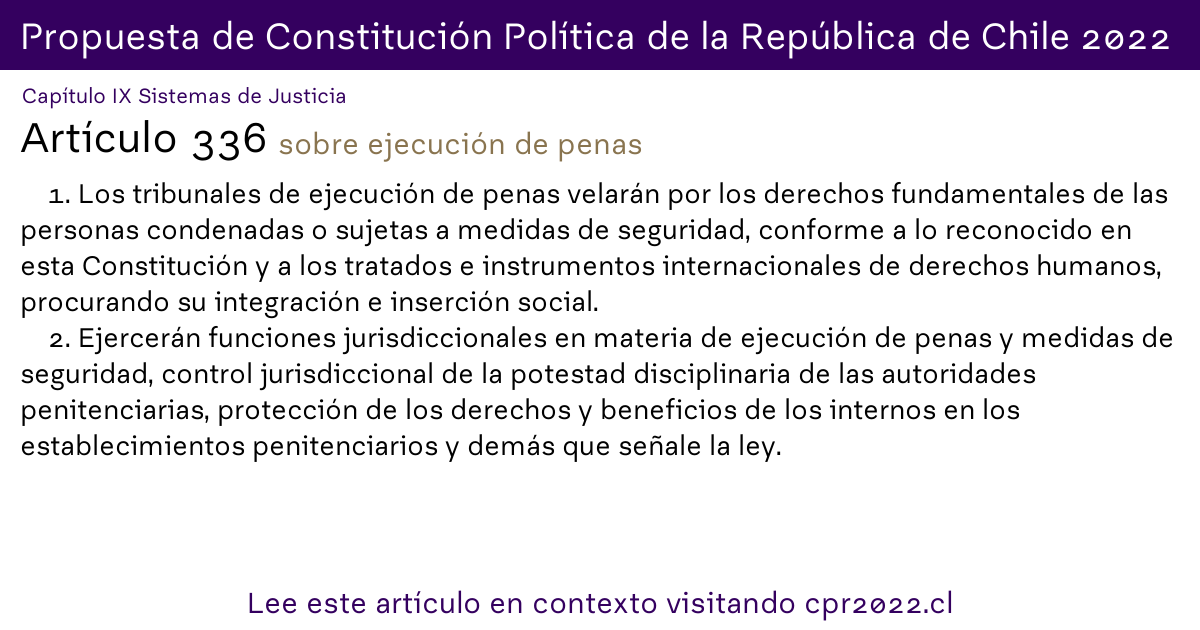 Propuesta de Constitución Política de la República de Chile 2022
Capítulo IX Sistemas de Justicia
Artículo 336 sobre ejecución de penas
1. Los tribunales de ejecución de penas velarán por los derechos fundamentales de las
personas condenadas o sujetas a medidas de seguridad, conforme a lo reconocido en
esta Constitución y a los tratados e instrumentos internacionales de derechos humanos,
procurando su integración e inserción social.
2. Ejercerán funciones jurisdiccionales en materia de ejecución de penas y medidas de
seguridad, control jurisdiccional de la potestad disciplinaria de las autoridades
penitenciarias, protección de los derechos y beneficios de los internos en los
establecimientos penitenciarios y demás que señale la ley.
Lee este artículo en contexto visitando cpr2022.cl